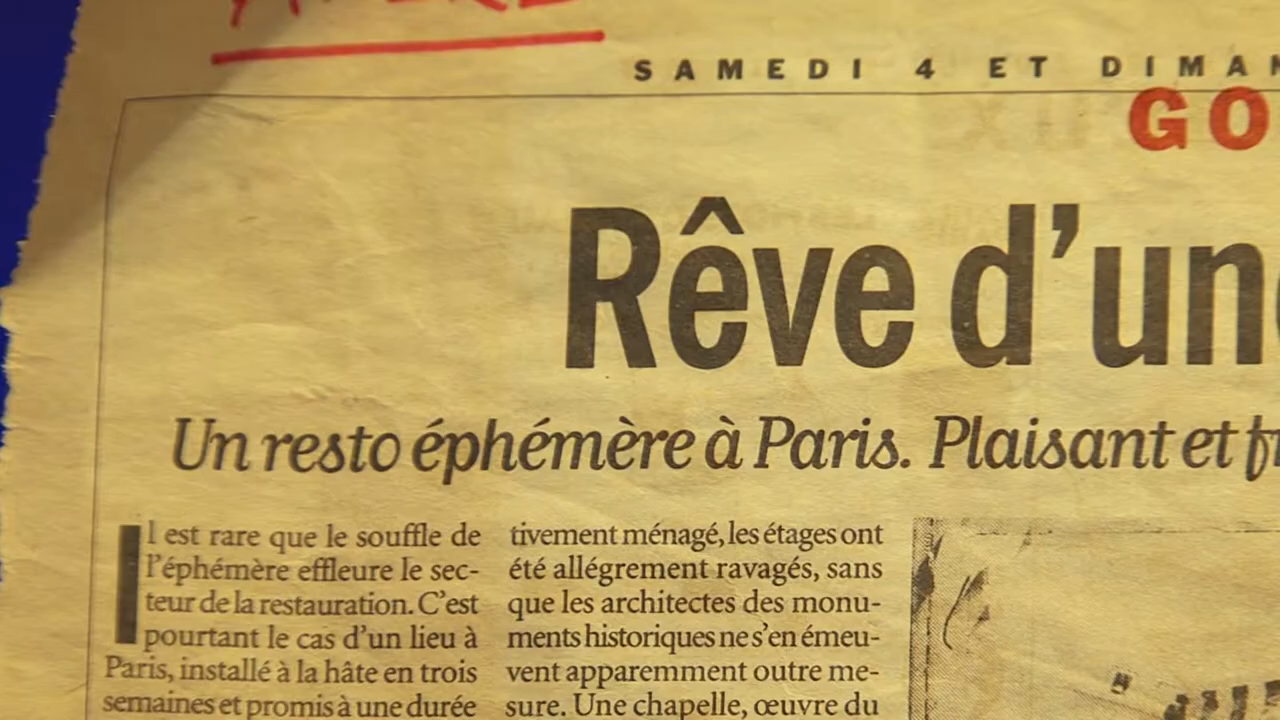 SAMEDI 4 ET
GO
Rêve d'un
Un resto éphémère à Paris. Plaisant et
Il est rare que le souffle de
l'éphémère effleure le sec-
teur de la restauration. C'est
pourtant le cas d'un lieu à
Paris, installé à la hâte en trois
semaines et promis à une durée
tivement ménagé, les étages ont
été allégrement ravagés, sans
que les architectes des monu-
ments historiques ne s'en émeu-
vent apparemment outre me-
sure. Une chapelle, œuvre du